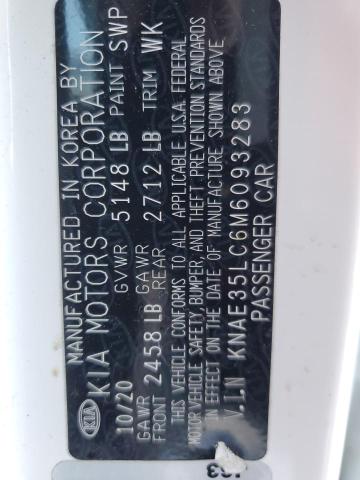 MANUFACTURED IN KOREA BY
KIA KIA MOTORS CORPORATION
10/20 GVWR 5148 LB PAINT SWP
GAWR FRONT 2458 LB GAWR REAR 2712 LB TRIM WK
THIS VEHICLE CONFORMS TO ALL APPLICABLE U.S.A. FEDERAL
MOTOR VEHICLE SAFETY, BUMPER, AND THEFT PREVENTION STANDARDS
IN EFFECT ON THE DATE OF MANUFACTURE SHOWN ABOVE
V.I.N KNAE35LC6M6093283
PASSENGER CAR